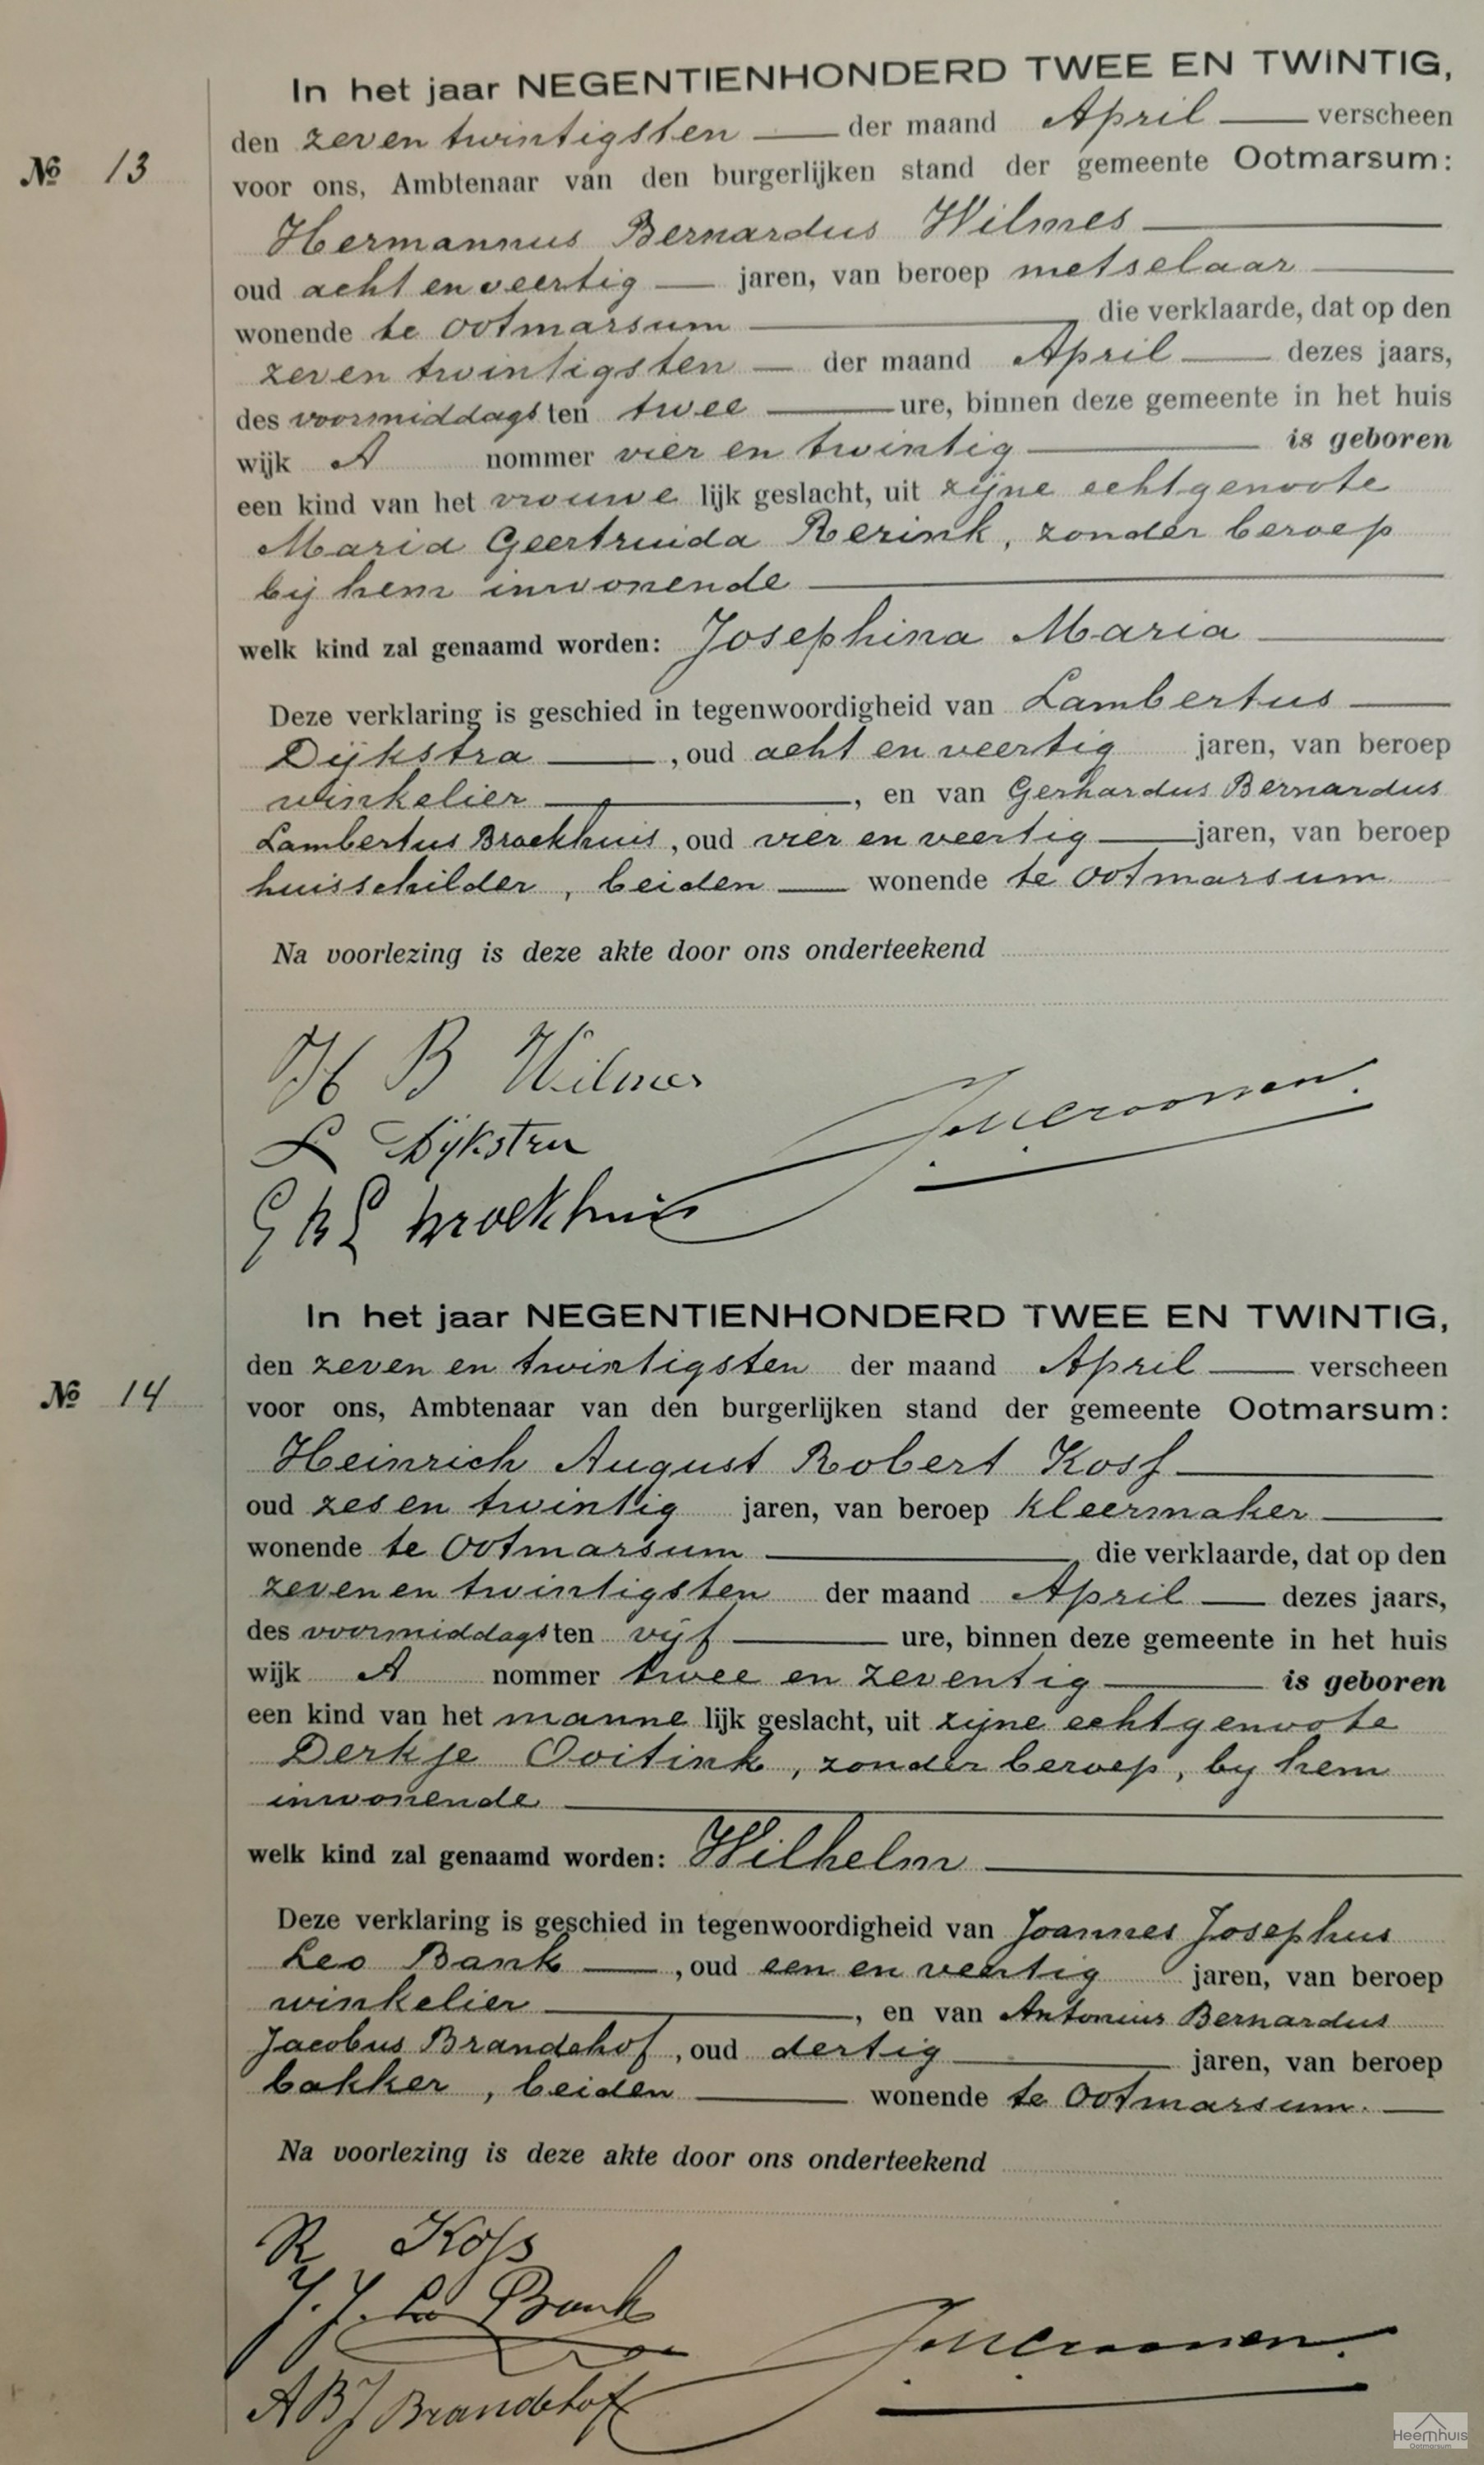 In het jaar NEGENTIENHONDERD TWEE EN TWINTIG,
den zeven twintigsten der maand April verscheen
No 13
voor ons, Ambtenaar van den burgerlijken stand der gemeente Ootmarsum:
Hermannus Bernardus Wilmes
oud acht en veertig jaren, van beroep metselaar
wonende te Ootmarsum, die verklaarde, dat op den
zeven twintigsten der maand April dezes jaars,
des voormiddags ten twee ure, binnen deze gemeente in het huis
wijk A nommer vier en twintig is geboren
een kind van het vrouwe lijk geslacht, uit zijne echtgenoote
Maria Geertruida Rerink, zonder beroep
bij hem inwonende
welk kind zal genaamd worden: Josephina Maria
Deze verklaring is geschied in tegenwoordigheid van Lambertus
Dijkstra, oud acht en veertig jaren, van beroep
winkelier, en van Gerhardus Bernardus
Lambertus Broekhuis, oud vier en veertig jaren, van beroep
huisschilder, beiden wonende te Ootmarsum
Na voorlezing is deze akte door ons onderteekend
H B Wilmes
L Dijkstra
G B L Broekhuis
In het jaar NEGENTIENHONDERD TWEE EN TWINTIG,
den zeven en twintigsten der maand April verscheen
No 14
voor ons, Ambtenaar van den burgerlijken stand der gemeente Ootmarsum:
Heinrich August Robert Koss
oud zes en twintig jaren, van beroep kleermaker
wonende te Ootmarsum, die verklaarde, dat op den
zeven en twintigsten der maand April dezes jaars,
des voormiddags ten vijf ure, binnen deze gemeente in het huis
wijk A nommer twee en zeventig is geboren
een kind van het manne lijk geslacht, uit zijne echtgenoote
Derkje Ooitink, zonder beroep, by hem
inwonende
welk kind zal genaamd worden: Wilhelm
Deze verklaring is geschied in tegenwoordigheid van Joannes Josephus
Leo Bank, oud een en veertig jaren, van beroep
winkelier, en van Antonius Bernardus
Jacobus Brandehof, oud dertig jaren, van beroep
bakker, beiden wonende te Ootmarsum.
Na voorlezing is deze akte door ons onderteekend
R Koss
J. J. Leo Bank
A B J Brandehof
Heemhuis
Ootmarsum